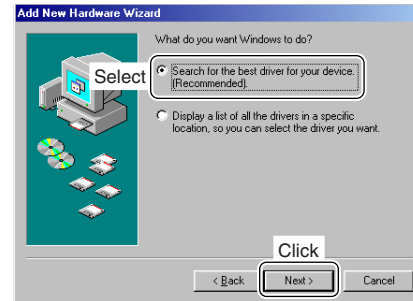 Add New Hardware Wizard
What do you want Windows to do?
Select
Search for the best driver for your device.
(Recommended).
Display a list of all the drivers in a specific
location, so you can select the driver you want.
Click
< Back
Next >
Cancel